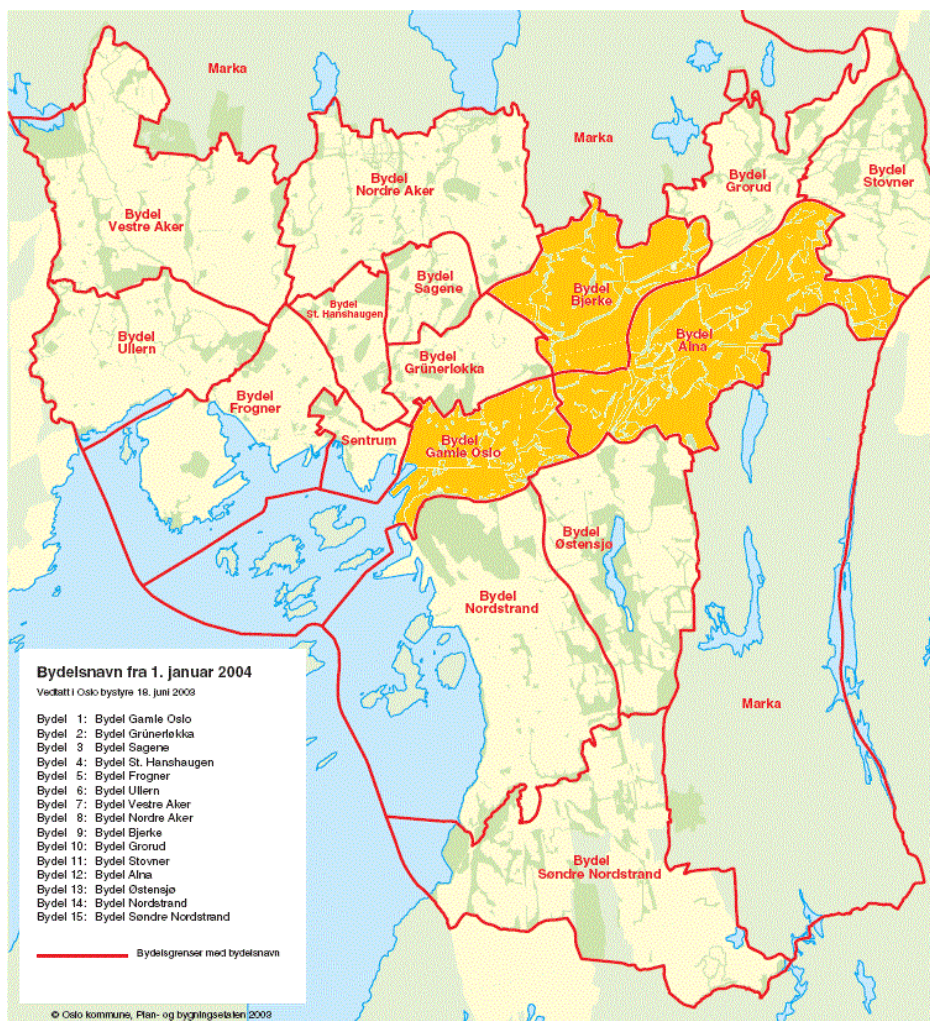 Marka
Marka
Bydel
Nordre Aker
Bydel
Grorud
Bydel
Stovner
Bydel
Vestre Aker
Bydel
Sagene
Bydel
St. Hanshaugen
Bydel
Bjerke
Bydel
Ullern
Bydel
Alna
Bydel
Grünerløkka
Bydel
Frogner
Sentrum
Bydel
Gamle Oslo
Bydel
Østensjø
Bydel
Nordstrand
Marka
Bydel
Søndre Nordstrand
Bydelsnavn fra 1. januar 2004
Vedtatt i Oslo bystyre 18. juni 2003
Bydel 1: Bydel Gamle Oslo
Bydel 2: Bydel Grünerløkka
Bydel 3 Bydel Sagene
Bydel 4: Bydel St. Hanshaugen
Bydel 5: Bydel Frogner
Bydel 6: Bydel Ullern
Bydel 7: Bydel Vestre Aker
Bydel 8: Bydel Nordre Aker
Bydel 9: Bydel Bjerke
Bydel 10: Bydel Grorud
Bydel 11: Bydel Stovner
Bydel 12: Bydel Alna
Bydel 13: Bydel Østensjø
Bydel 14: Bydel Nordstrand
Bydel 15: Bydel Søndre Nordstrand
Bydelsgrenser med bydelsnavn
© Oslo kommune, Plan- og bygningsetaten 2003